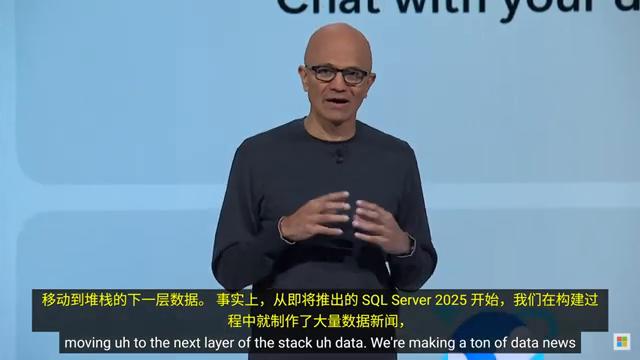 Chat with your d
移动到堆栈的下一层数据。 事实上，从即将推出的 SQL Server 2025 开始，我们在构建过
程中就制作了大量数据新闻，
moving uh to the next layer of the stack uh data. We're making a ton of data news